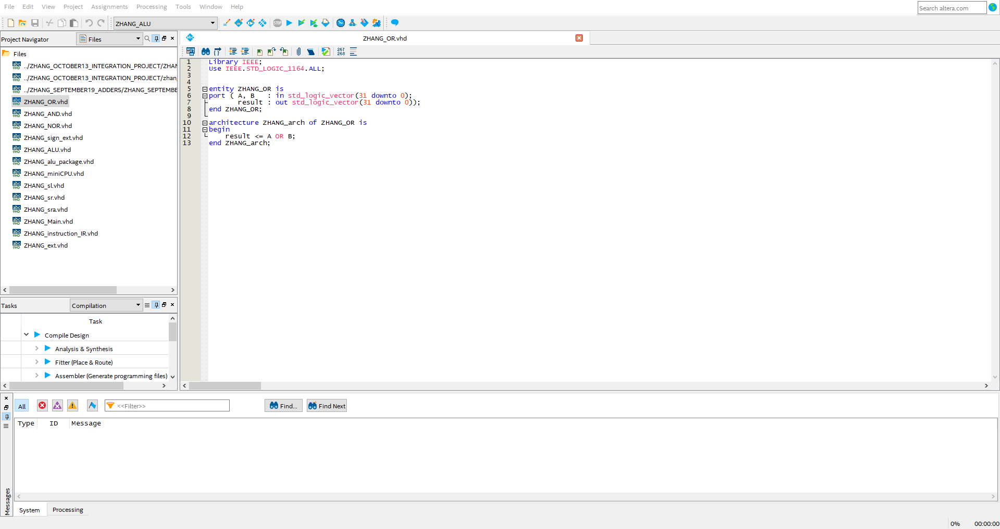 File Edit View Project Assignments Processing Tools Window Help
Search altera.com
ZHANG_ALU
Project Navigator
Files
ZHANG_OR.vhd
Files
../ZHANG_OCTOBER13_INTEGRATION_PROJECT/ZHAN
../ZHANG_OCTOBER13_INTEGRATION_PROJECT/zhang
../ZHANG_SEPTEMBER19_ADDERS/ZHANG_SEPTEMBE
ZHANG_OR.vhd
ZHANG_AND.vhd
ZHANG_NOR.vhd
ZHANG_sign_ext.vhd
ZHANG_ALU.vhd
ZHANG_alu_package.vhd
ZHANG_miniCPU.vhd
ZHANG_sl.vhd
ZHANG_sr.vhd
ZHANG_sra.vhd
ZHANG_Main.vhd
ZHANG_instruction_IR.vhd
ZHANG_ext.vhd
267
268
1 Library IEEE;
2 Use IEEE.STD_LOGIC_1164.ALL;
3
4
5 entity ZHANG_OR is
6 port ( A, B   : in std_logic_vector(31 downto 0);
7        result : out std_logic_vector(31 downto 0));
8 end ZHANG_OR;
9
10 architecture ZHANG_arch of ZHANG_OR is
11 begin
12     result <= A OR B;
13 end ZHANG_arch;
Tasks
Compilation
Task
Compile Design
Analysis & Synthesis
Fitter (Place & Route)
Assembler (Generate programming files)
All
<<Filter>>
Find...
Find Next
Type ID Message
Messages
System Processing
0% 00:00:00